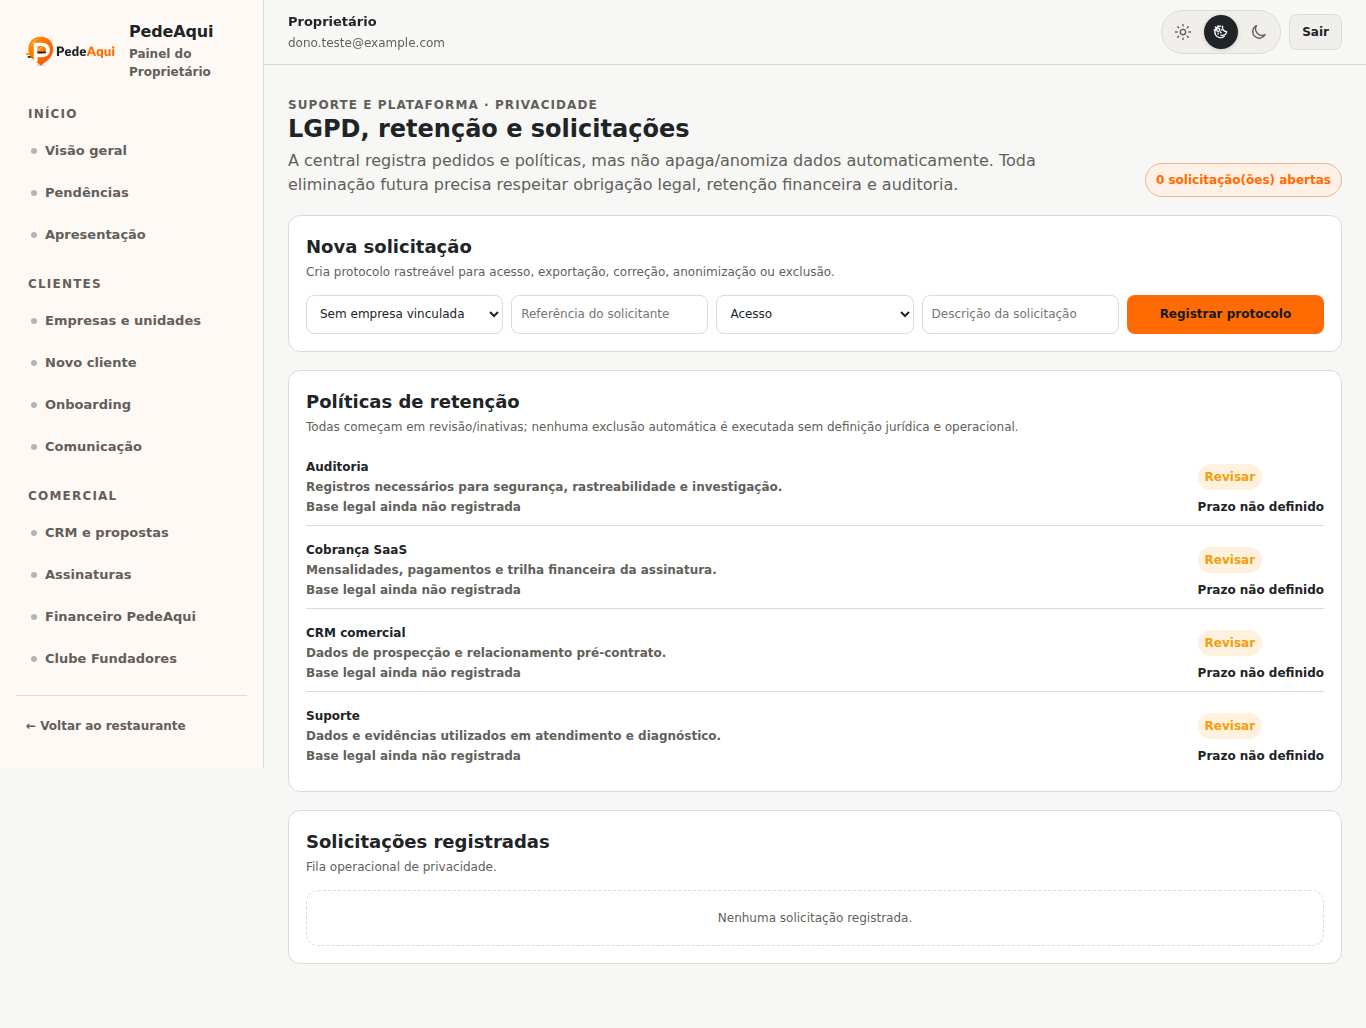 PedeAqui
PedeAqui
Painel do
Proprietário
INÍCIO
Visão geral
Pendências
Apresentação
CLIENTES
Empresas e unidades
Novo cliente
Onboarding
Comunicação
COMERCIAL
CRM e propostas
Assinaturas
Financeiro PedeAqui
Clube Fundadores
← Voltar ao restaurante
Proprietário
dono.teste@example.com
Sair
SUPORTE E PLATAFORMA · PRIVACIDADE
LGPD, retenção e solicitações
A central registra pedidos e políticas, mas não apaga/anomiza dados automaticamente. Toda
eliminação futura precisa respeitar obrigação legal, retenção financeira e auditoria.
0 solicitação(ões) abertas
Nova solicitação
Cria protocolo rastreável para acesso, exportação, correção, anonimização ou exclusão.
Sem empresa vinculada
Referência do solicitante
Acesso
Descrição da solicitação
Registrar protocolo
Políticas de retenção
Todas começam em revisão/inativas; nenhuma exclusão automática é executada sem definição jurídica e operacional.
Auditoria
Registros necessários para segurança, rastreabilidade e investigação.
Base legal ainda não registrada
Revisar
Prazo não definido
Cobrança SaaS
Mensalidades, pagamentos e trilha financeira da assinatura.
Base legal ainda não registrada
Revisar
Prazo não definido
CRM comercial
Dados de prospecção e relacionamento pré-contrato.
Base legal ainda não registrada
Revisar
Prazo não definido
Suporte
Dados e evidências utilizados em atendimento e diagnóstico.
Base legal ainda não registrada
Revisar
Prazo não definido
Solicitações registradas
Fila operacional de privacidade.
Nenhuma solicitação registrada.